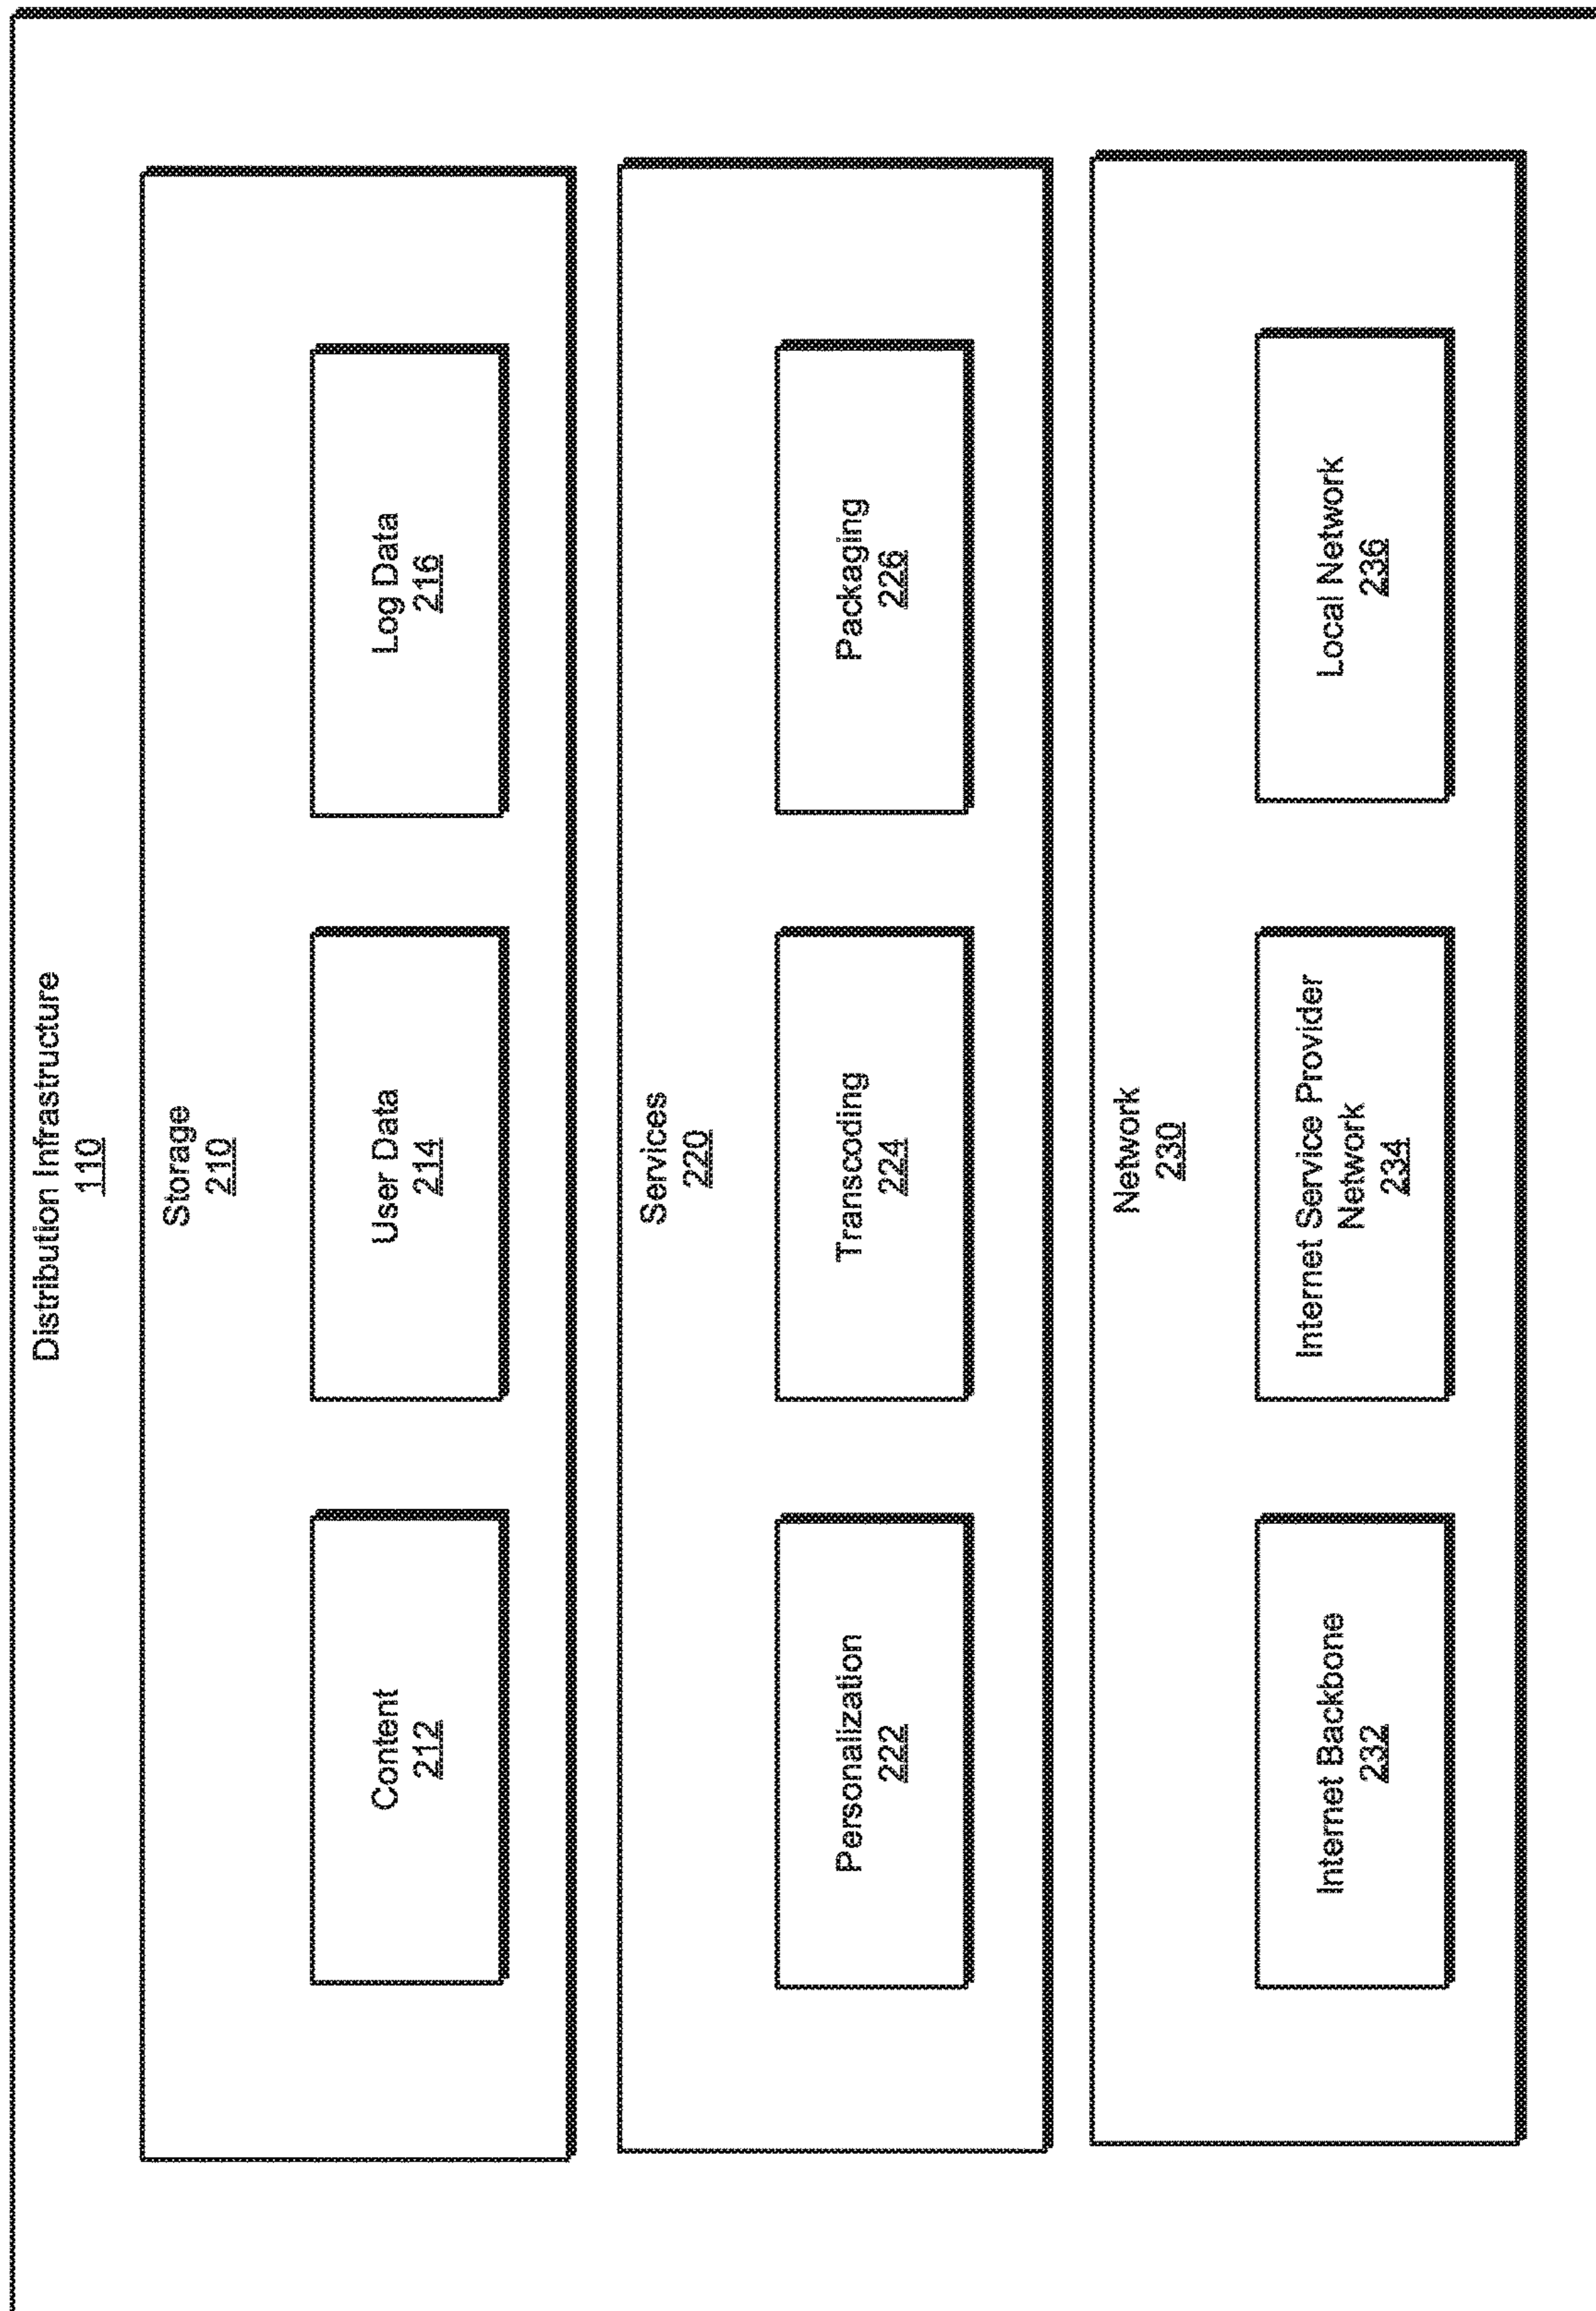 Distribution Infrastructure
110
Storage
210
Content
212
User Data
214
Log Data
216
Services
220
Personalization
222
Transcoding
224
Packaging
226
Network
230
Internet Backbone
232
Internet Service Provider
Network
234
Local Network
236